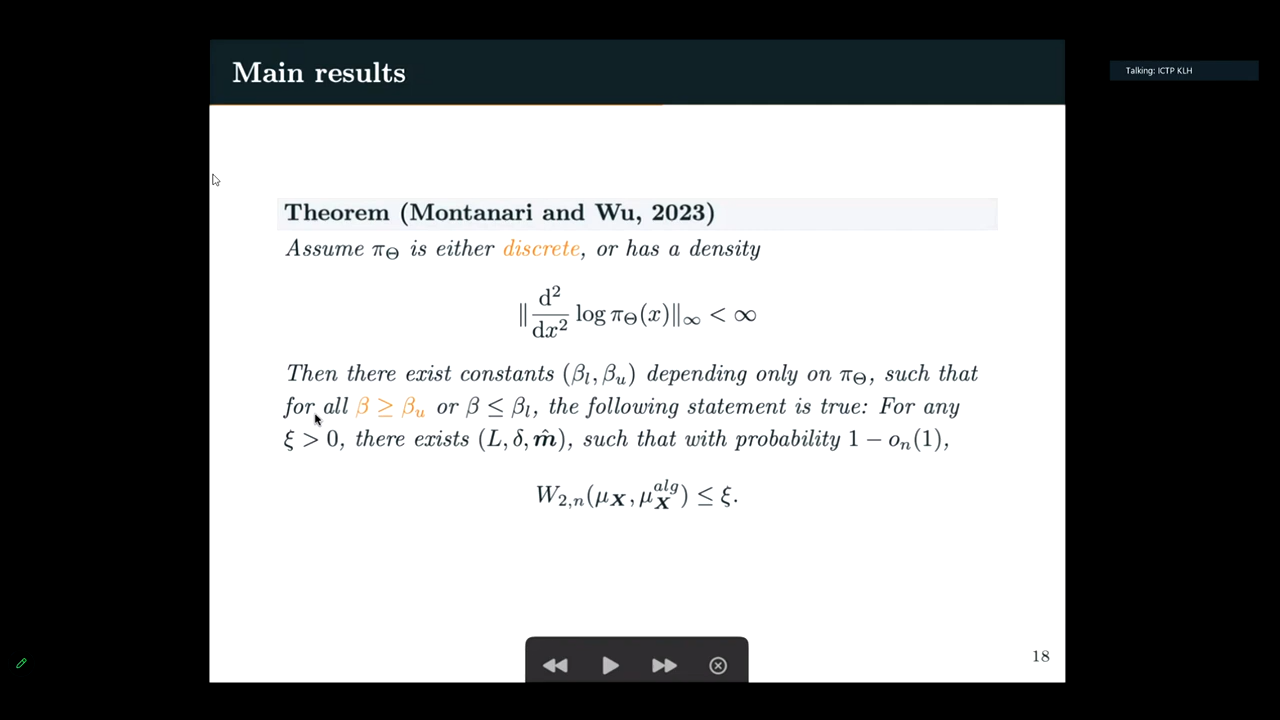 Main results
Talking: ICTP KLH
Theorem (Montanari and Wu, 2023)
Assume π_Θ is either discrete, or has a density
‖ d²/dx² log π_Θ(x)‖_∞ < ∞
Then there exist constants (β_l, β_u) depending only on π_Θ, such that
for all β ≥ β_u or β ≤ β_l, the following statement is true: For any
ξ > 0, there exists (L, δ, m̂), such that with probability 1 − o_n(1),
W_{2,n}(μ_X, μ_X^{alg}) ≤ ξ.
18